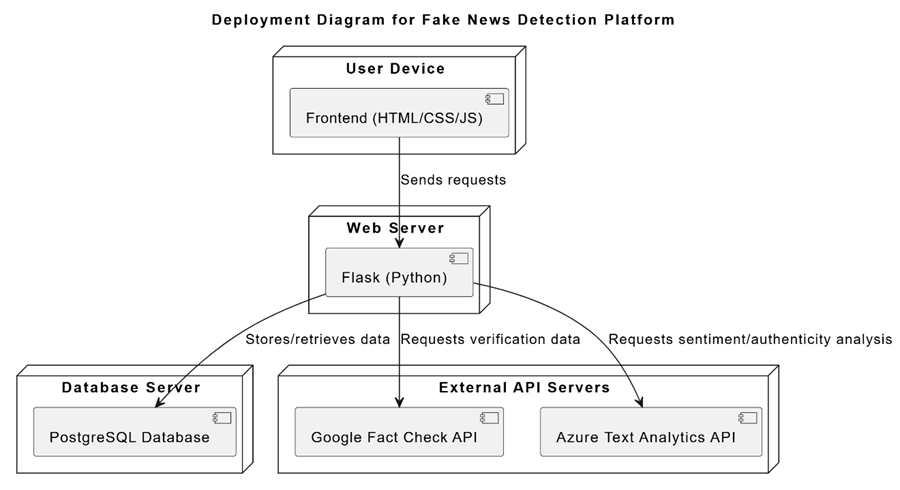 Deployment Diagram for Fake News Detection Platform
User Device
Frontend (HTML/CSS/JS)
Sends requests
Web Server
Flask (Python)
Stores/retrieves data
Requests verification data
Requests sentiment/authenticity analysis
Database Server
External API Servers
PostgreSQL Database
Google Fact Check API
Azure Text Analytics API